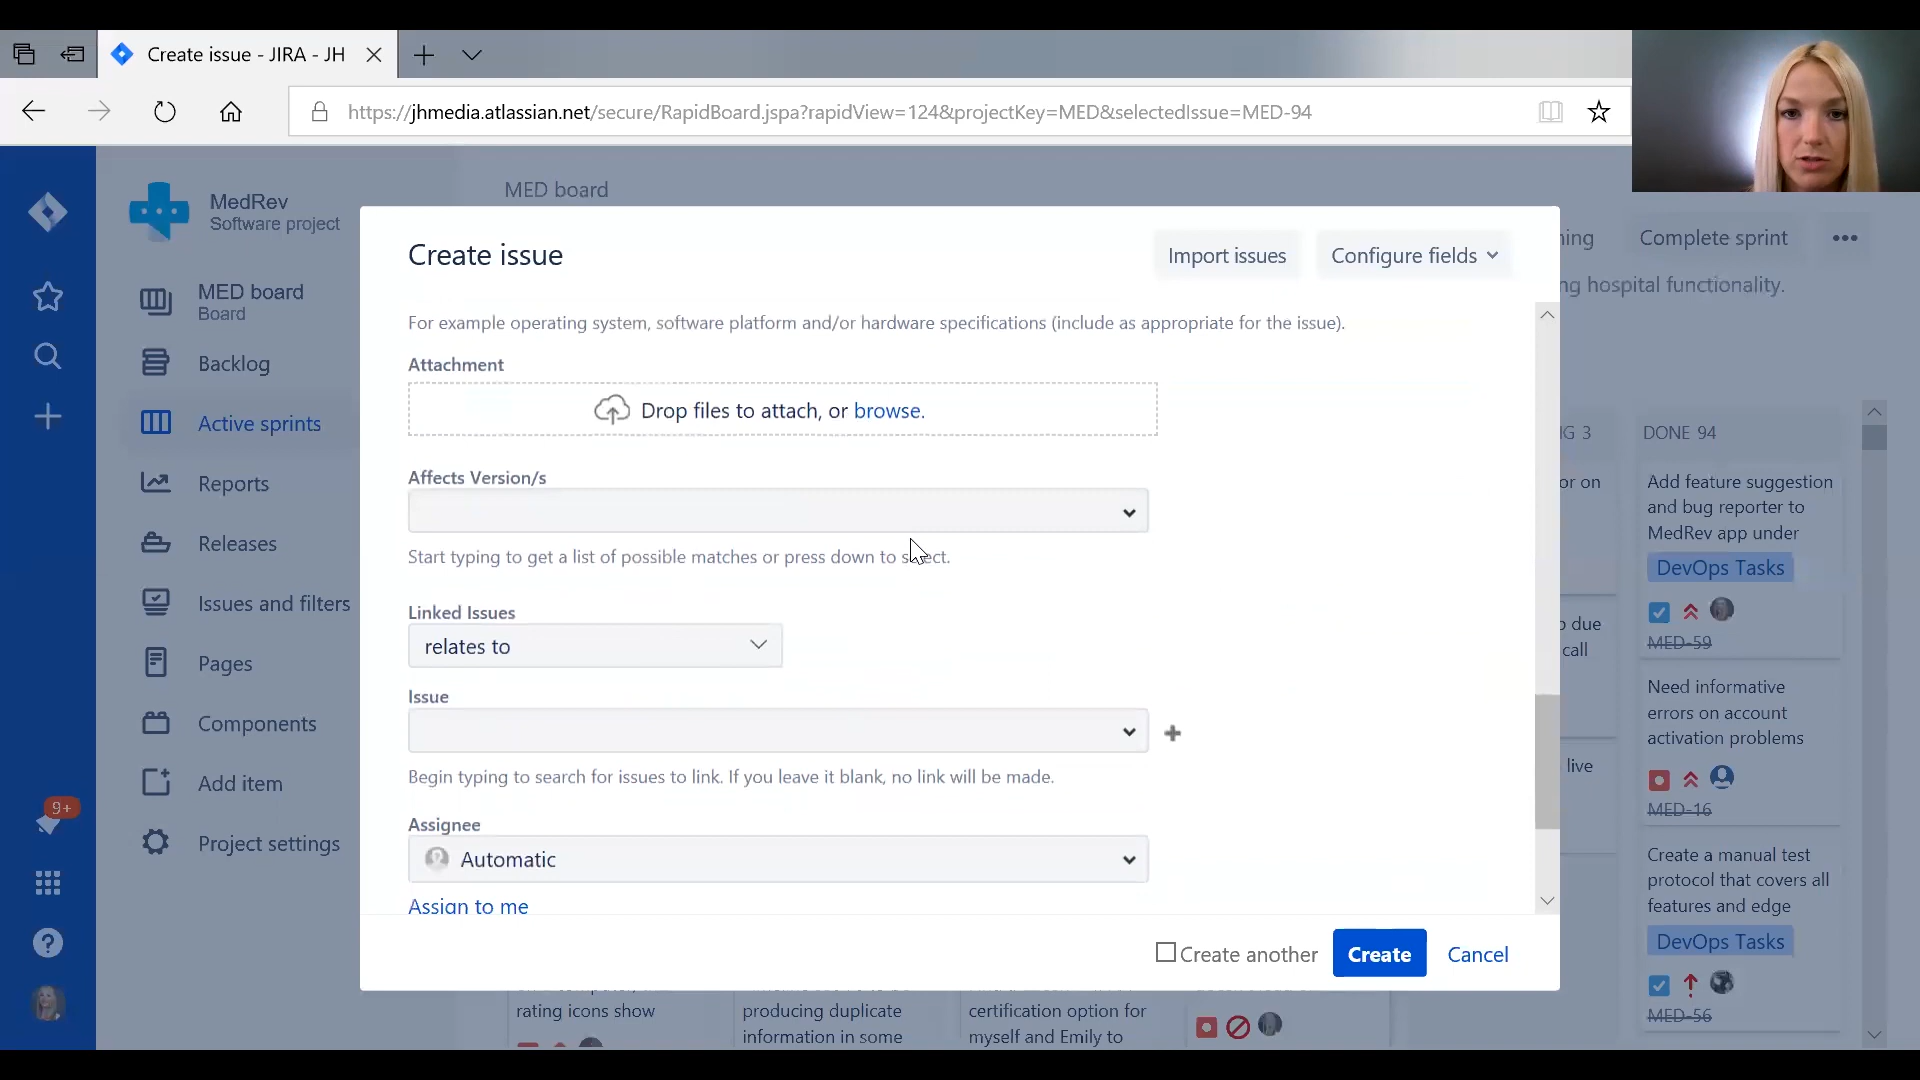 Create issue - JIRA - JH
https://jhmedia.atlassian.net/secure/RapidBoard.jspa?rapidView=124&projectKey=MED&selectedIssue=MED-94
MedRev
Software project
MED board
Board
Backlog
Active sprints
Reports
Releases
Issues and filters
Pages
Components
Add item
Project settings
9+
MED board
Complete sprint
ng hospital functionality.
Create issue
Import issues
Configure fields
For example operating system, software platform and/or hardware specifications (include as appropriate for the issue).
Attachment
Drop files to attach, or browse.
Affects Version/s
Start typing to get a list of possible matches or press down to select.
Linked Issues
relates to
Issue
Begin typing to search for issues to link. If you leave it blank, no link will be made.
Assignee
Automatic
Assign to me
Create another
Create
Cancel
G 3
or on
due
call
live
DONE 94
Add feature suggestion
and bug reporter to
MedRev app under
DevOps Tasks
MED-59
Need informative
errors on account
activation problems
MED-16
Create a manual test
protocol that covers all
features and edge
DevOps Tasks
MED-56
rating icons show
producing duplicate
information in some
certification option for
myself and Emily to